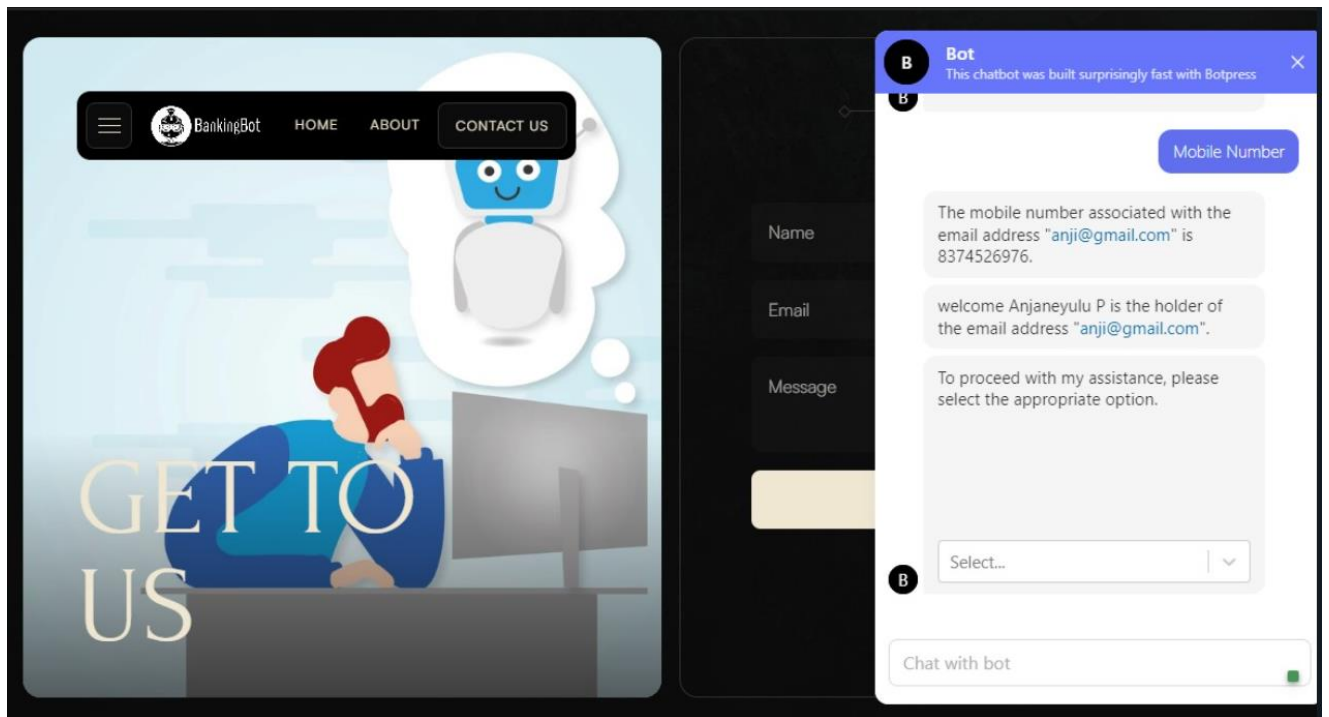 BankingBot
HOME
ABOUT
CONTACT US
GET TO
US
Name
Email
Message
B
Bot
This chatbot was built surprisingly fast with Botpress
B
Mobile Number
The mobile number associated with the
email address "anji@gmail.com" is
8374526976.
welcome Anjaneyulu P is the holder of
the email address "anji@gmail.com".
To proceed with my assistance, please
select the appropriate option.
Select...
B
Chat with bot